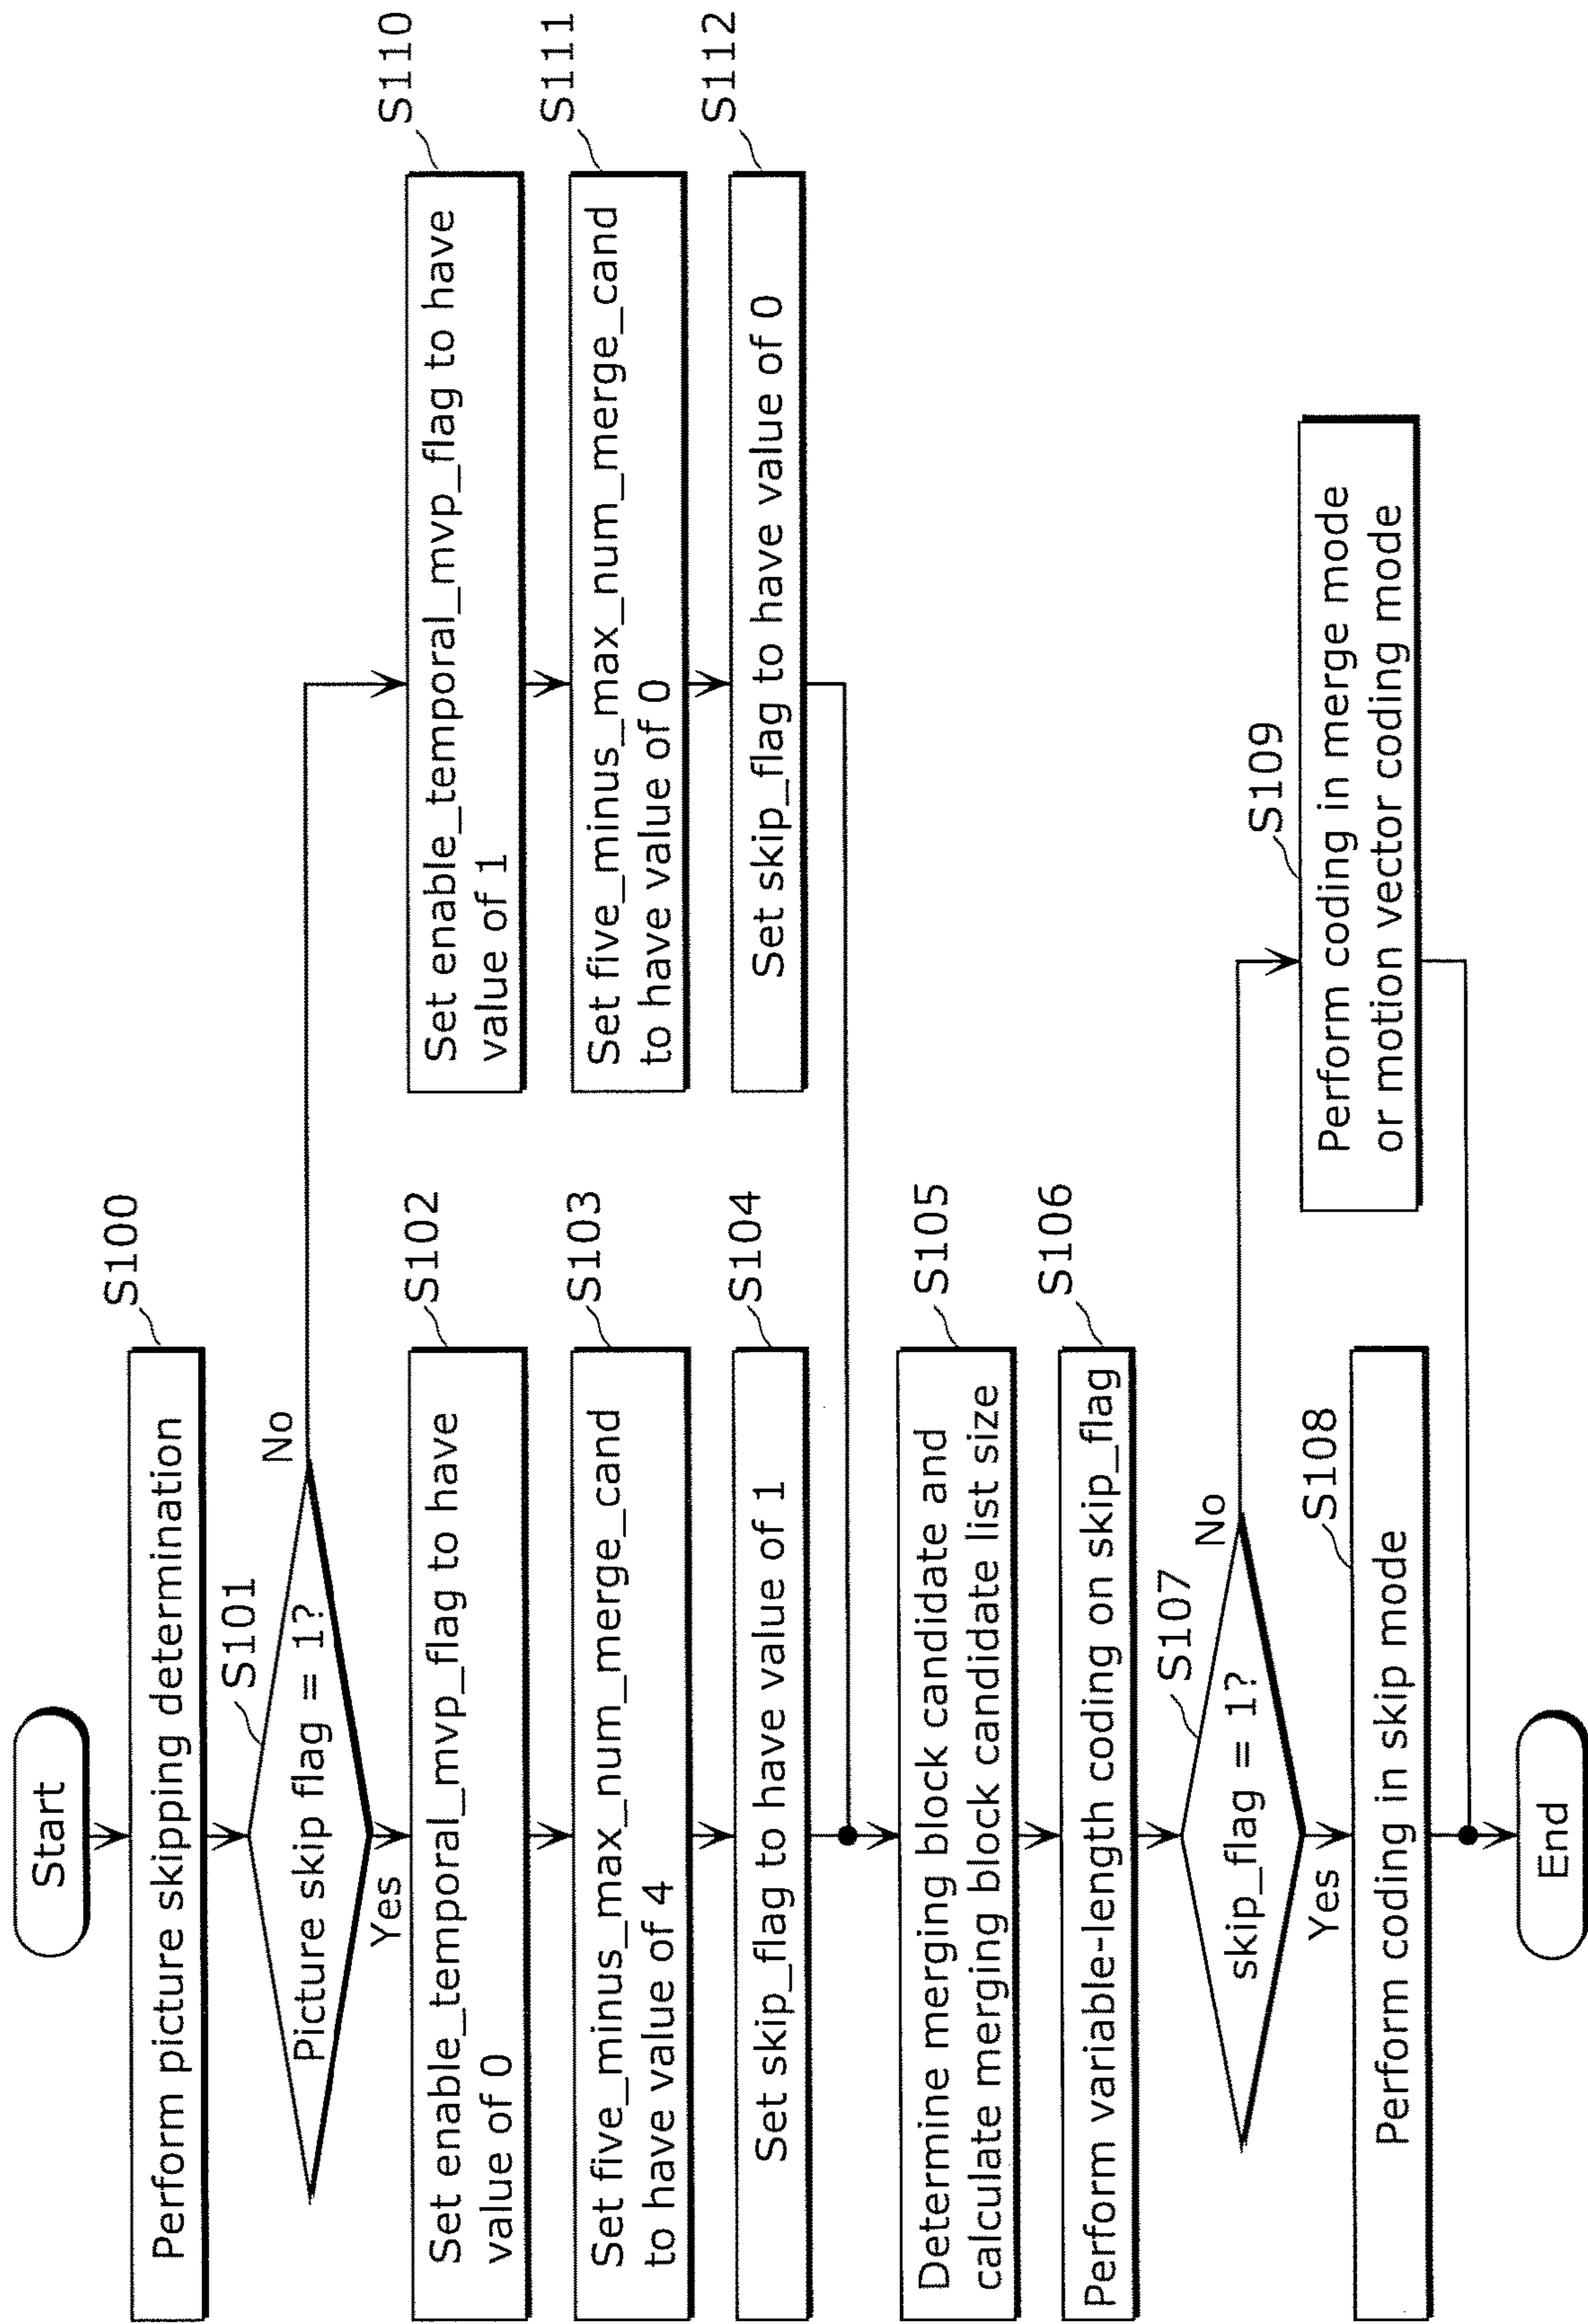 Start
S100
Perform picture skipping determination
S101
Picture skip flag = 1?
No
Yes
S102
Set enable_temporal_mvp_flag to have
value of 0
S103
Set five_minus_max_num_merge_cand
to have value of 4
S104
Set skip_flag to have value of 1
S110
Set enable_temporal_mvp_flag to have
value of 1
S111
Set five_minus_max_num_merge_cand
to have value of 0
S112
Set skip_flag to have value of 0
S105
Determine merging block candidate and
calculate merging block candidate list size
S106
Perform variable-length coding on skip_flag
S107
skip_flag = 1?
No
Yes
S108
Perform coding in skip mode
S109
Perform coding in merge mode
or motion vector coding mode
End